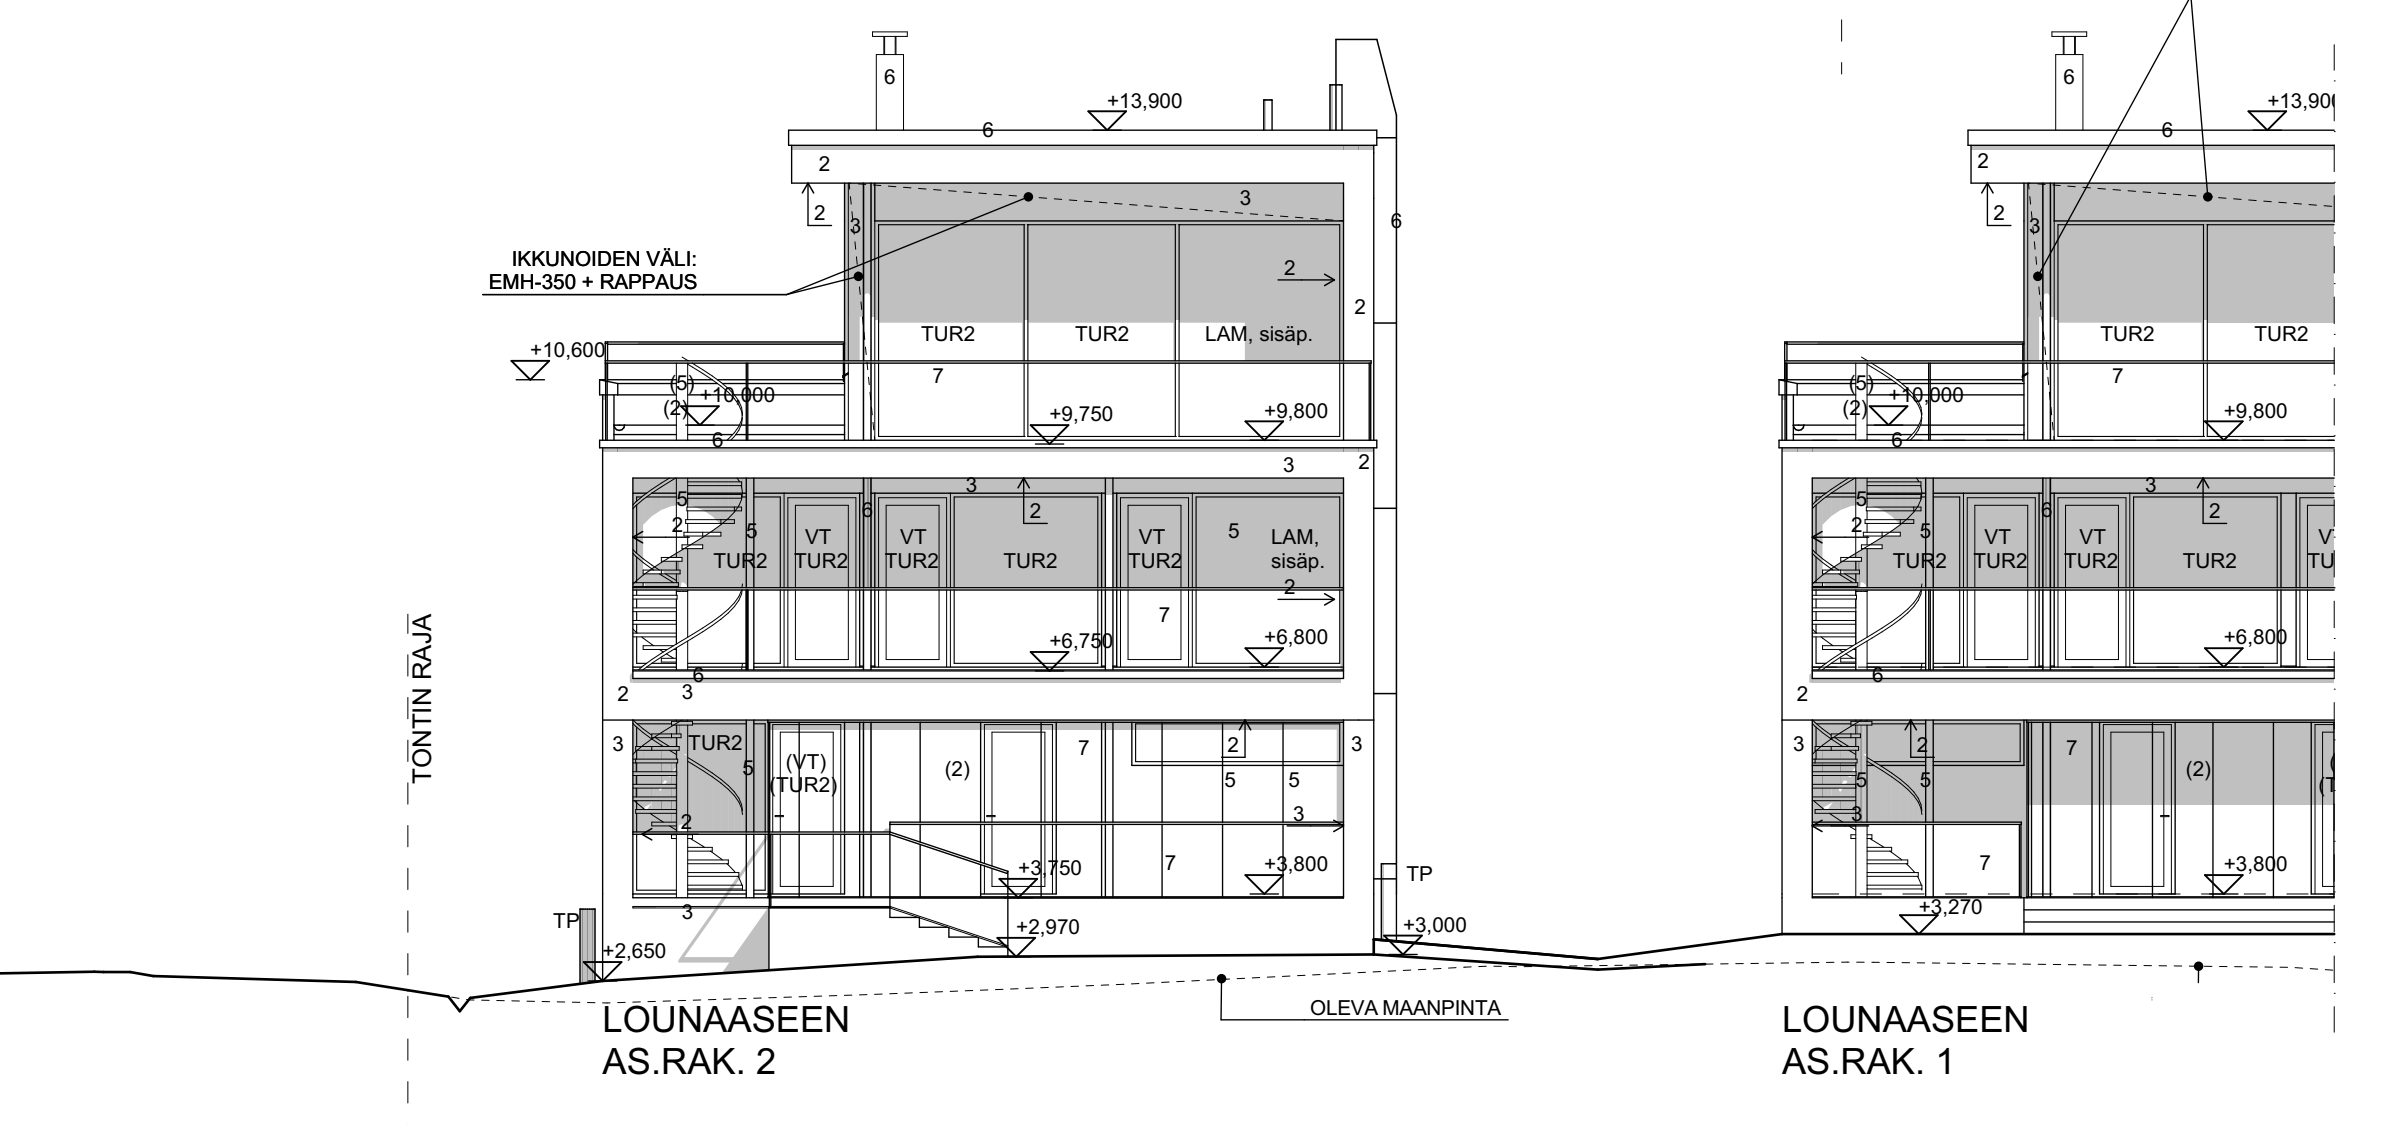 6
6
+13,900
6
2
2
3
3
6
2
2
IKKUNOIDEN VÄLI:
EMH-350 + RAPPAUS
TUR2
TUR2
LAM, sisäp.
+10,600
(5)
+10,000
(2)
6
7
+9,750
+9,800
3
2
3
5
2
5
6
2
VT
TUR2
VT
TUR2
VT
TUR2
TUR2
TUR2
5
LAM,
sisäp.
2
7
+6,750
+6,800
6
3
2
TONTIN RAJA
3
TUR2
5
(VT)
(TUR2)
(2)
7
2
3
5
5
2
3
7
+3,750
+3,800
3
TP
TP
+2,650
+2,970
+3,000
OLEVA MAANPINTA
LOUNAASEEN
AS.RAK. 2
6
2
2
3
TUR2
TUR2
(5)
+10,000
(2)
6
7
+9,800
3
5
2
5
6
2
TUR2
VT
TUR2
VT
TUR2
TUR2
+6,800
6
2
3
2
7
(2)
5
5
3
7
+3,800
+3,270
LOUNAASEEN
AS.RAK. 1